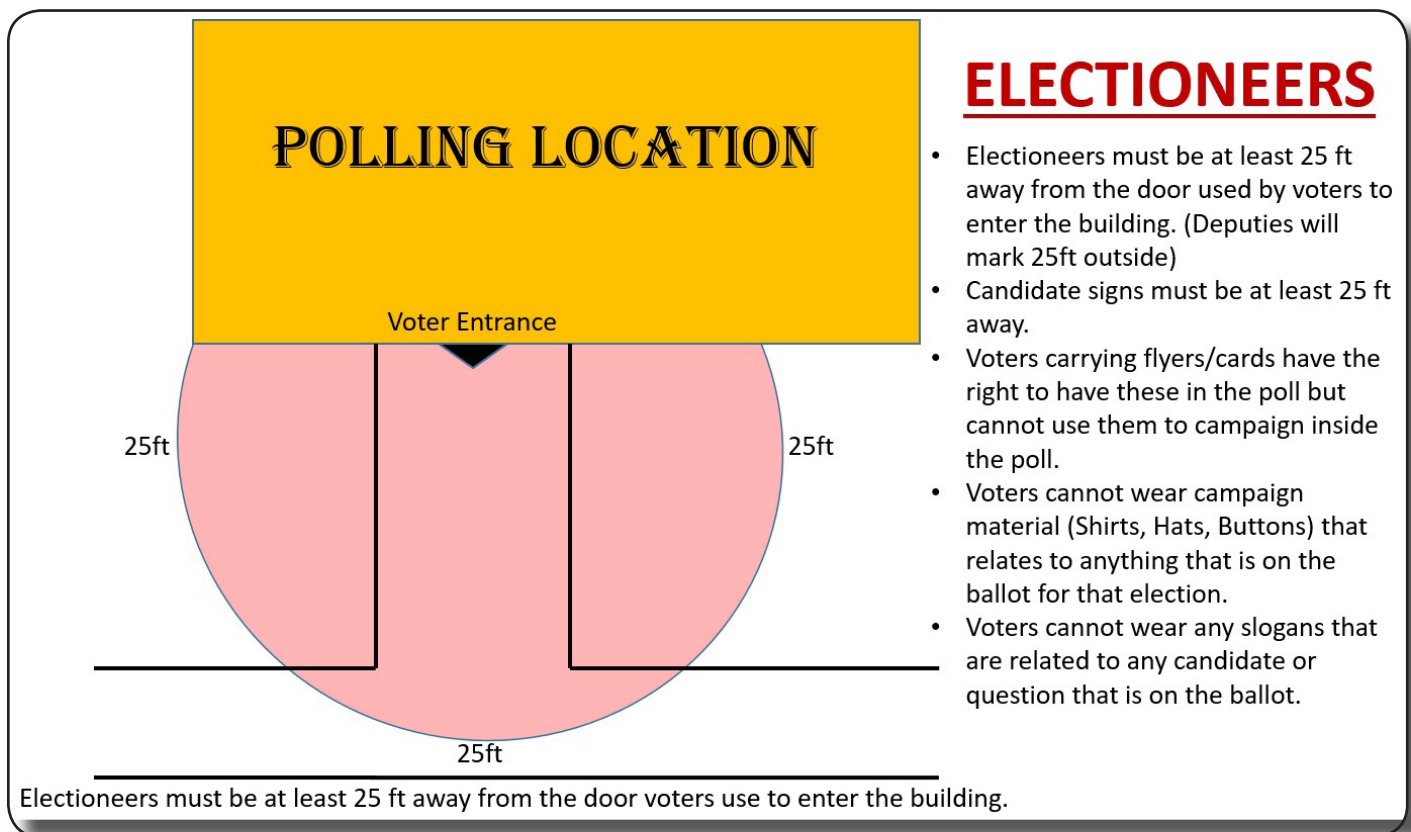 POLLING LOCATION
Voter Entrance
25ft
25ft
25ft
Electioneers must be at least 25 ft away from the door voters use to enter the building.
ELECTIONEERS
• Electioneers must be at least 25 ft
away from the door used by voters to
enter the building. (Deputies will
mark 25ft outside)
• Candidate signs must be at least 25 ft
away.
• Voters carrying flyers/cards have the
right to have these in the poll but
cannot use them to campaign inside
the poll.
• Voters cannot wear campaign
material (Shirts, Hats, Buttons) that
relates to anything that is on the
ballot for that election.
• Voters cannot wear any slogans that
are related to any candidate or
question that is on the ballot.